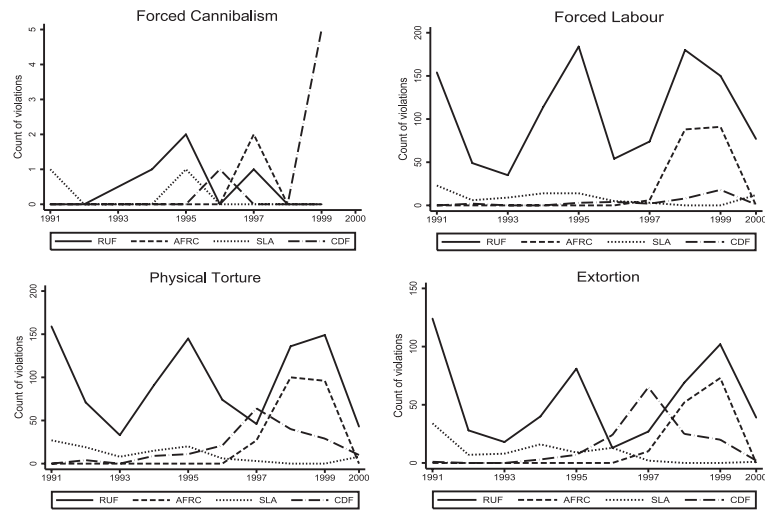 Forced Cannibalism
Count of violations
5
4
3
2
1
0
1991 1993 1995 1997 1999 2000
RUF AFRC SLA CDF
Forced Labour
Count of violations
200
150
100
50
0
1991 1993 1995 1997 1999 2000
RUF AFRC SLA CDF
Physical Torture
Count of violations
200
150
100
50
0
1991 1993 1995 1997 1999 2000
RUF AFRC SLA CDF
Extortion
Count of violations
150
100
50
0
1991 1993 1995 1997 1999 2000
RUF AFRC SLA CDF